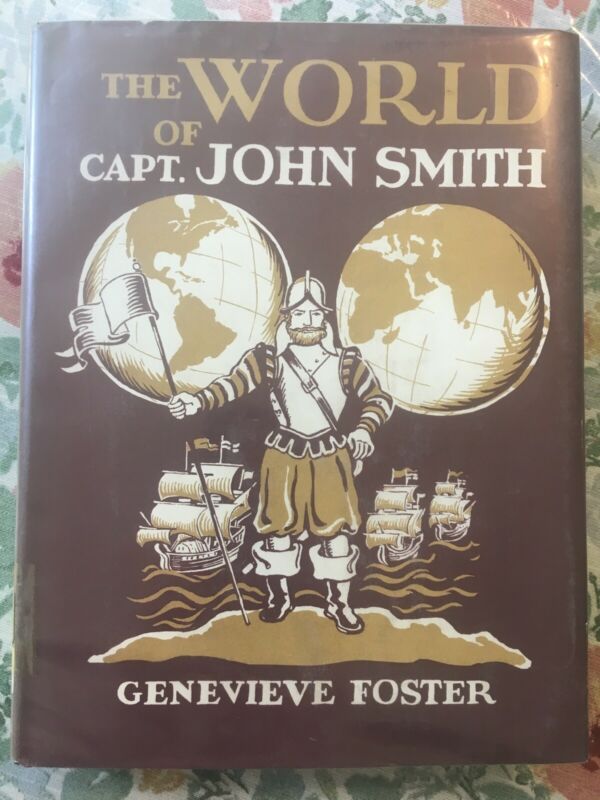 THE WORLD
OF
CAPT. JOHN SMITH
GENEVIEVE FOSTER